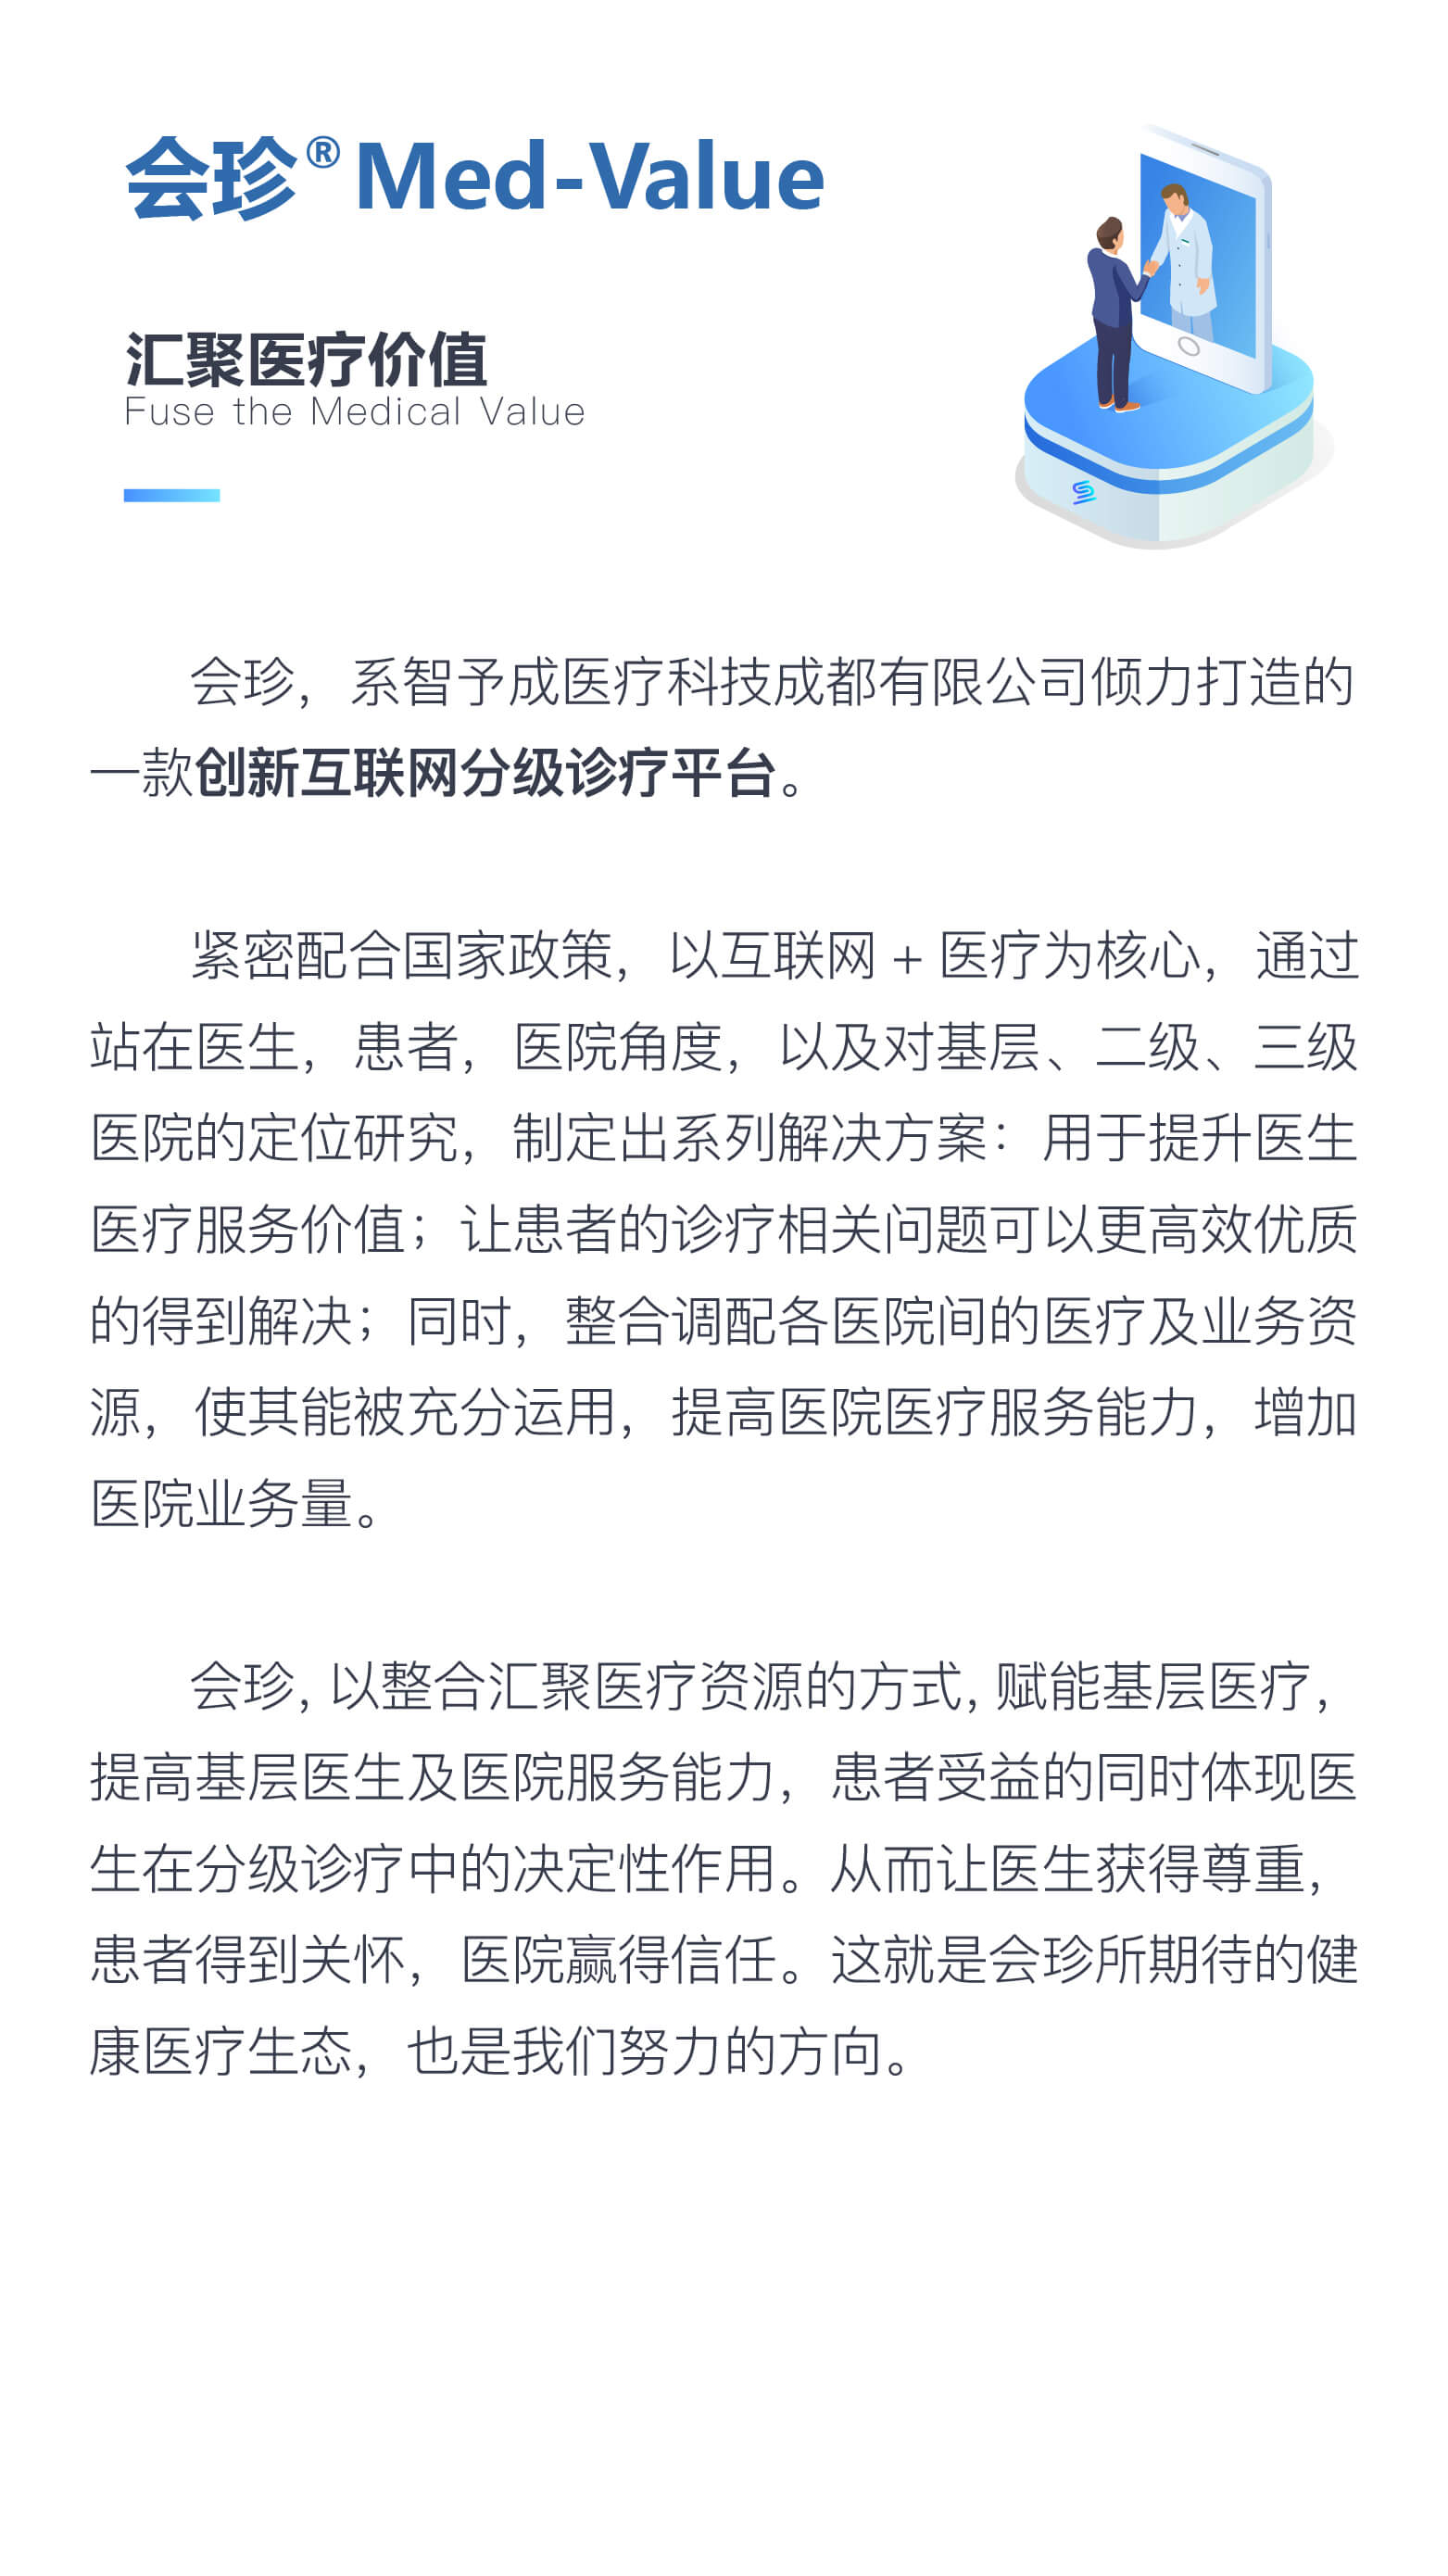 会珍® Med-Value
汇聚医疗价值
Fuse the Medical Value
会珍，系智予成医疗科技成都有限公司倾力打造的
一款创新互联网分级诊疗平台。
紧密配合国家政策，以互联网 + 医疗为核心，通过
站在医生，患者，医院角度，以及对基层、二级、三级
医院的定位研究，制定出系列解决方案：用于提升医生
医疗服务价值；让患者的诊疗相关问题可以更高效优质
的得到解决；同时，整合调配各医院间的医疗及业务资
源，使其能被充分运用，提高医院医疗服务能力，增加
医院业务量。
会珍, 以整合汇聚医疗资源的方式, 赋能基层医疗，
提高基层医生及医院服务能力，患者受益的同时体现医
生在分级诊疗中的决定性作用。从而让医生获得尊重，
患者得到关怀，医院赢得信任。这就是会珍所期待的健
康医疗生态，也是我们努力的方向。